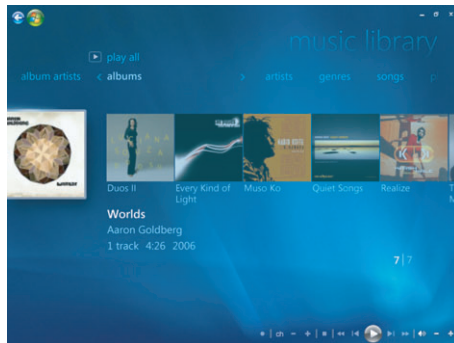 music library
play all
album artists albums artists genres songs p
Duos II Every Kind of Light Muso Ko Quiet Songs Realize
Worlds
Aaron Goldberg
1 track 4:26 2006
7|7
ch